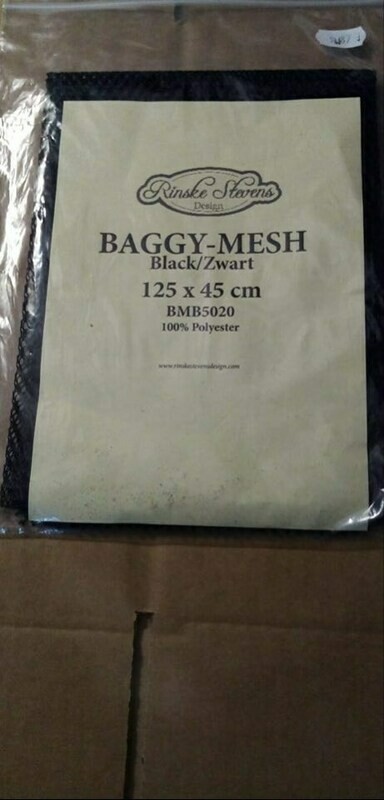 Rinske Stevens
Design
BAGGY-MESH
Black/Zwart
125 x 45 cm
BMB5020
100% Polyester
www.rinskestevensdesign.com